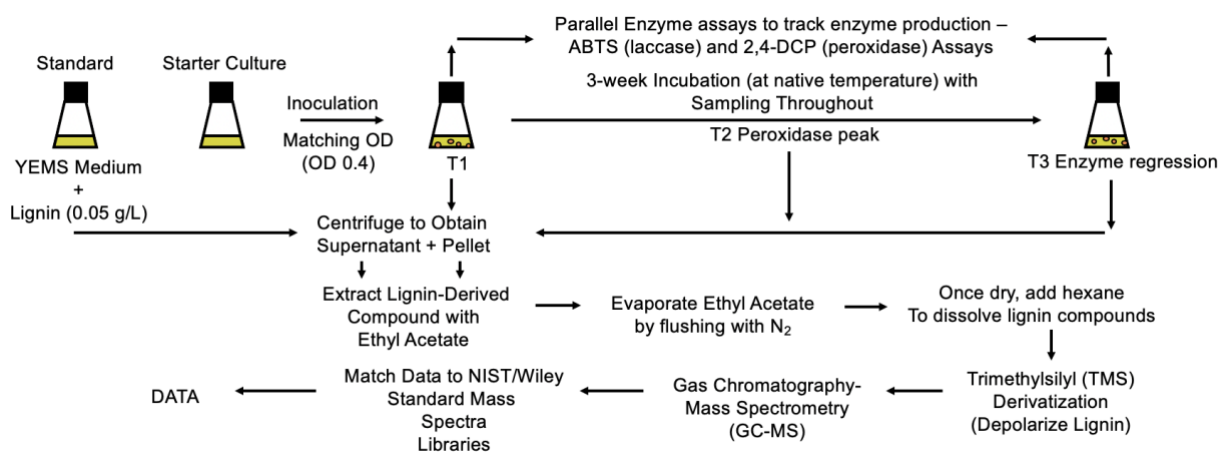 Parallel Enzyme assays to track enzyme production –
ABTS (laccase) and 2,4-DCP (peroxidase) Assays
Standard
Starter Culture
Inoculation
Matching OD
(OD 0.4)
3-week Incubation (at native temperature) with
Sampling Throughout
T2 Peroxidase peak
T1
T3 Enzyme regression
YEMS Medium
+
Lignin (0.05 g/L)
Centrifuge to Obtain
Supernatant + Pellet
Extract Lignin-Derived
Compound with
Ethyl Acetate
Evaporate Ethyl Acetate
by flushing with N₂
Once dry, add hexane
To dissolve lignin compounds
Trimethylsilyl (TMS)
Derivatization
(Depolarize Lignin)
Gas Chromatography-
Mass Spectrometry
(GC-MS)
Match Data to NIST/Wiley
Standard Mass
Spectra
Libraries
DATA